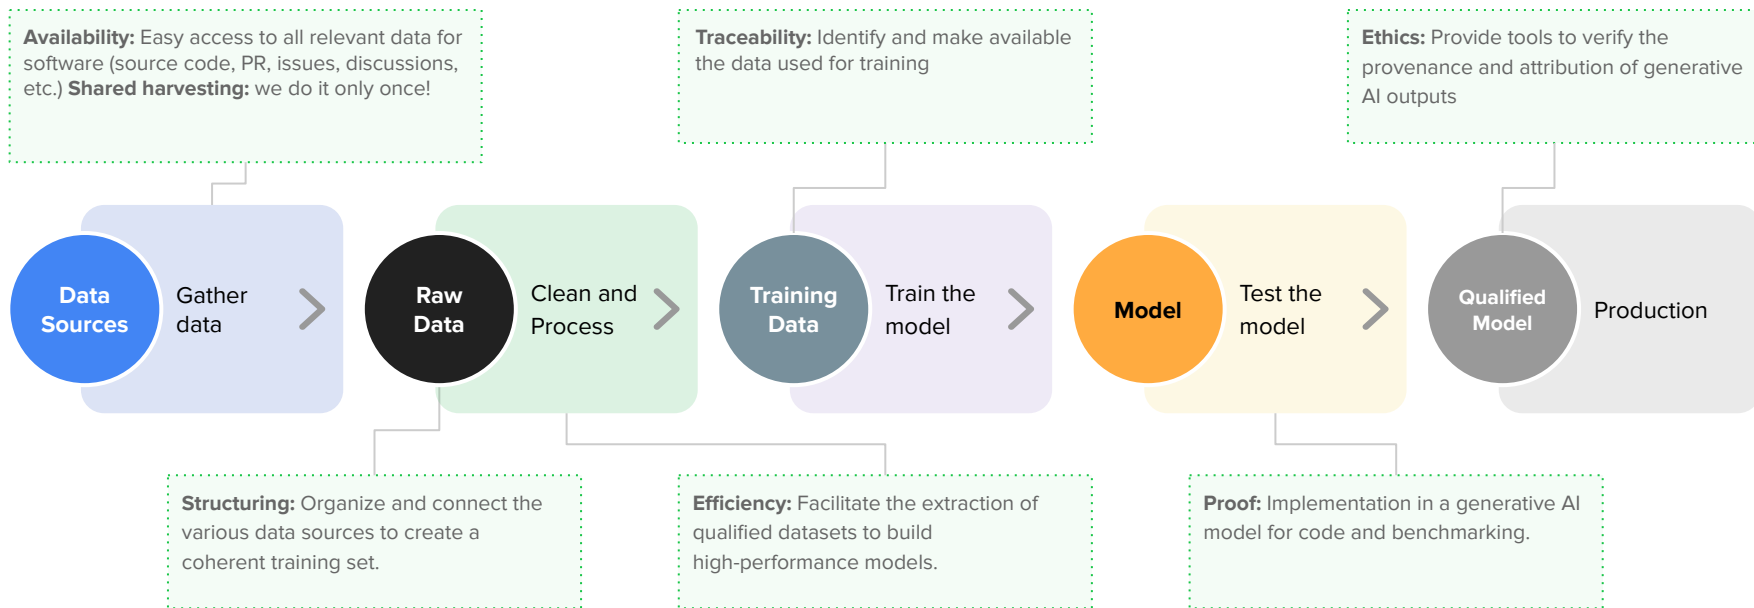 Availability: Easy access to all relevant data for
software (source code, PR, issues, discussions,
etc.) Shared harvesting: we do it only once!
Traceability: Identify and make available
the data used for training
Ethics: Provide tools to verify the
provenance and attribution of generative
AI outputs
Data
Sources
Gather
data
Raw
Data
Clean and
Process
Training
Data
Train the
model
Model
Test the
model
Qualified
Model
Production
Structuring: Organize and connect the
various data sources to create a
coherent training set.
Efficiency: Facilitate the extraction of
qualified datasets to build
high-performance models.
Proof: Implementation in a generative AI
model for code and benchmarking.